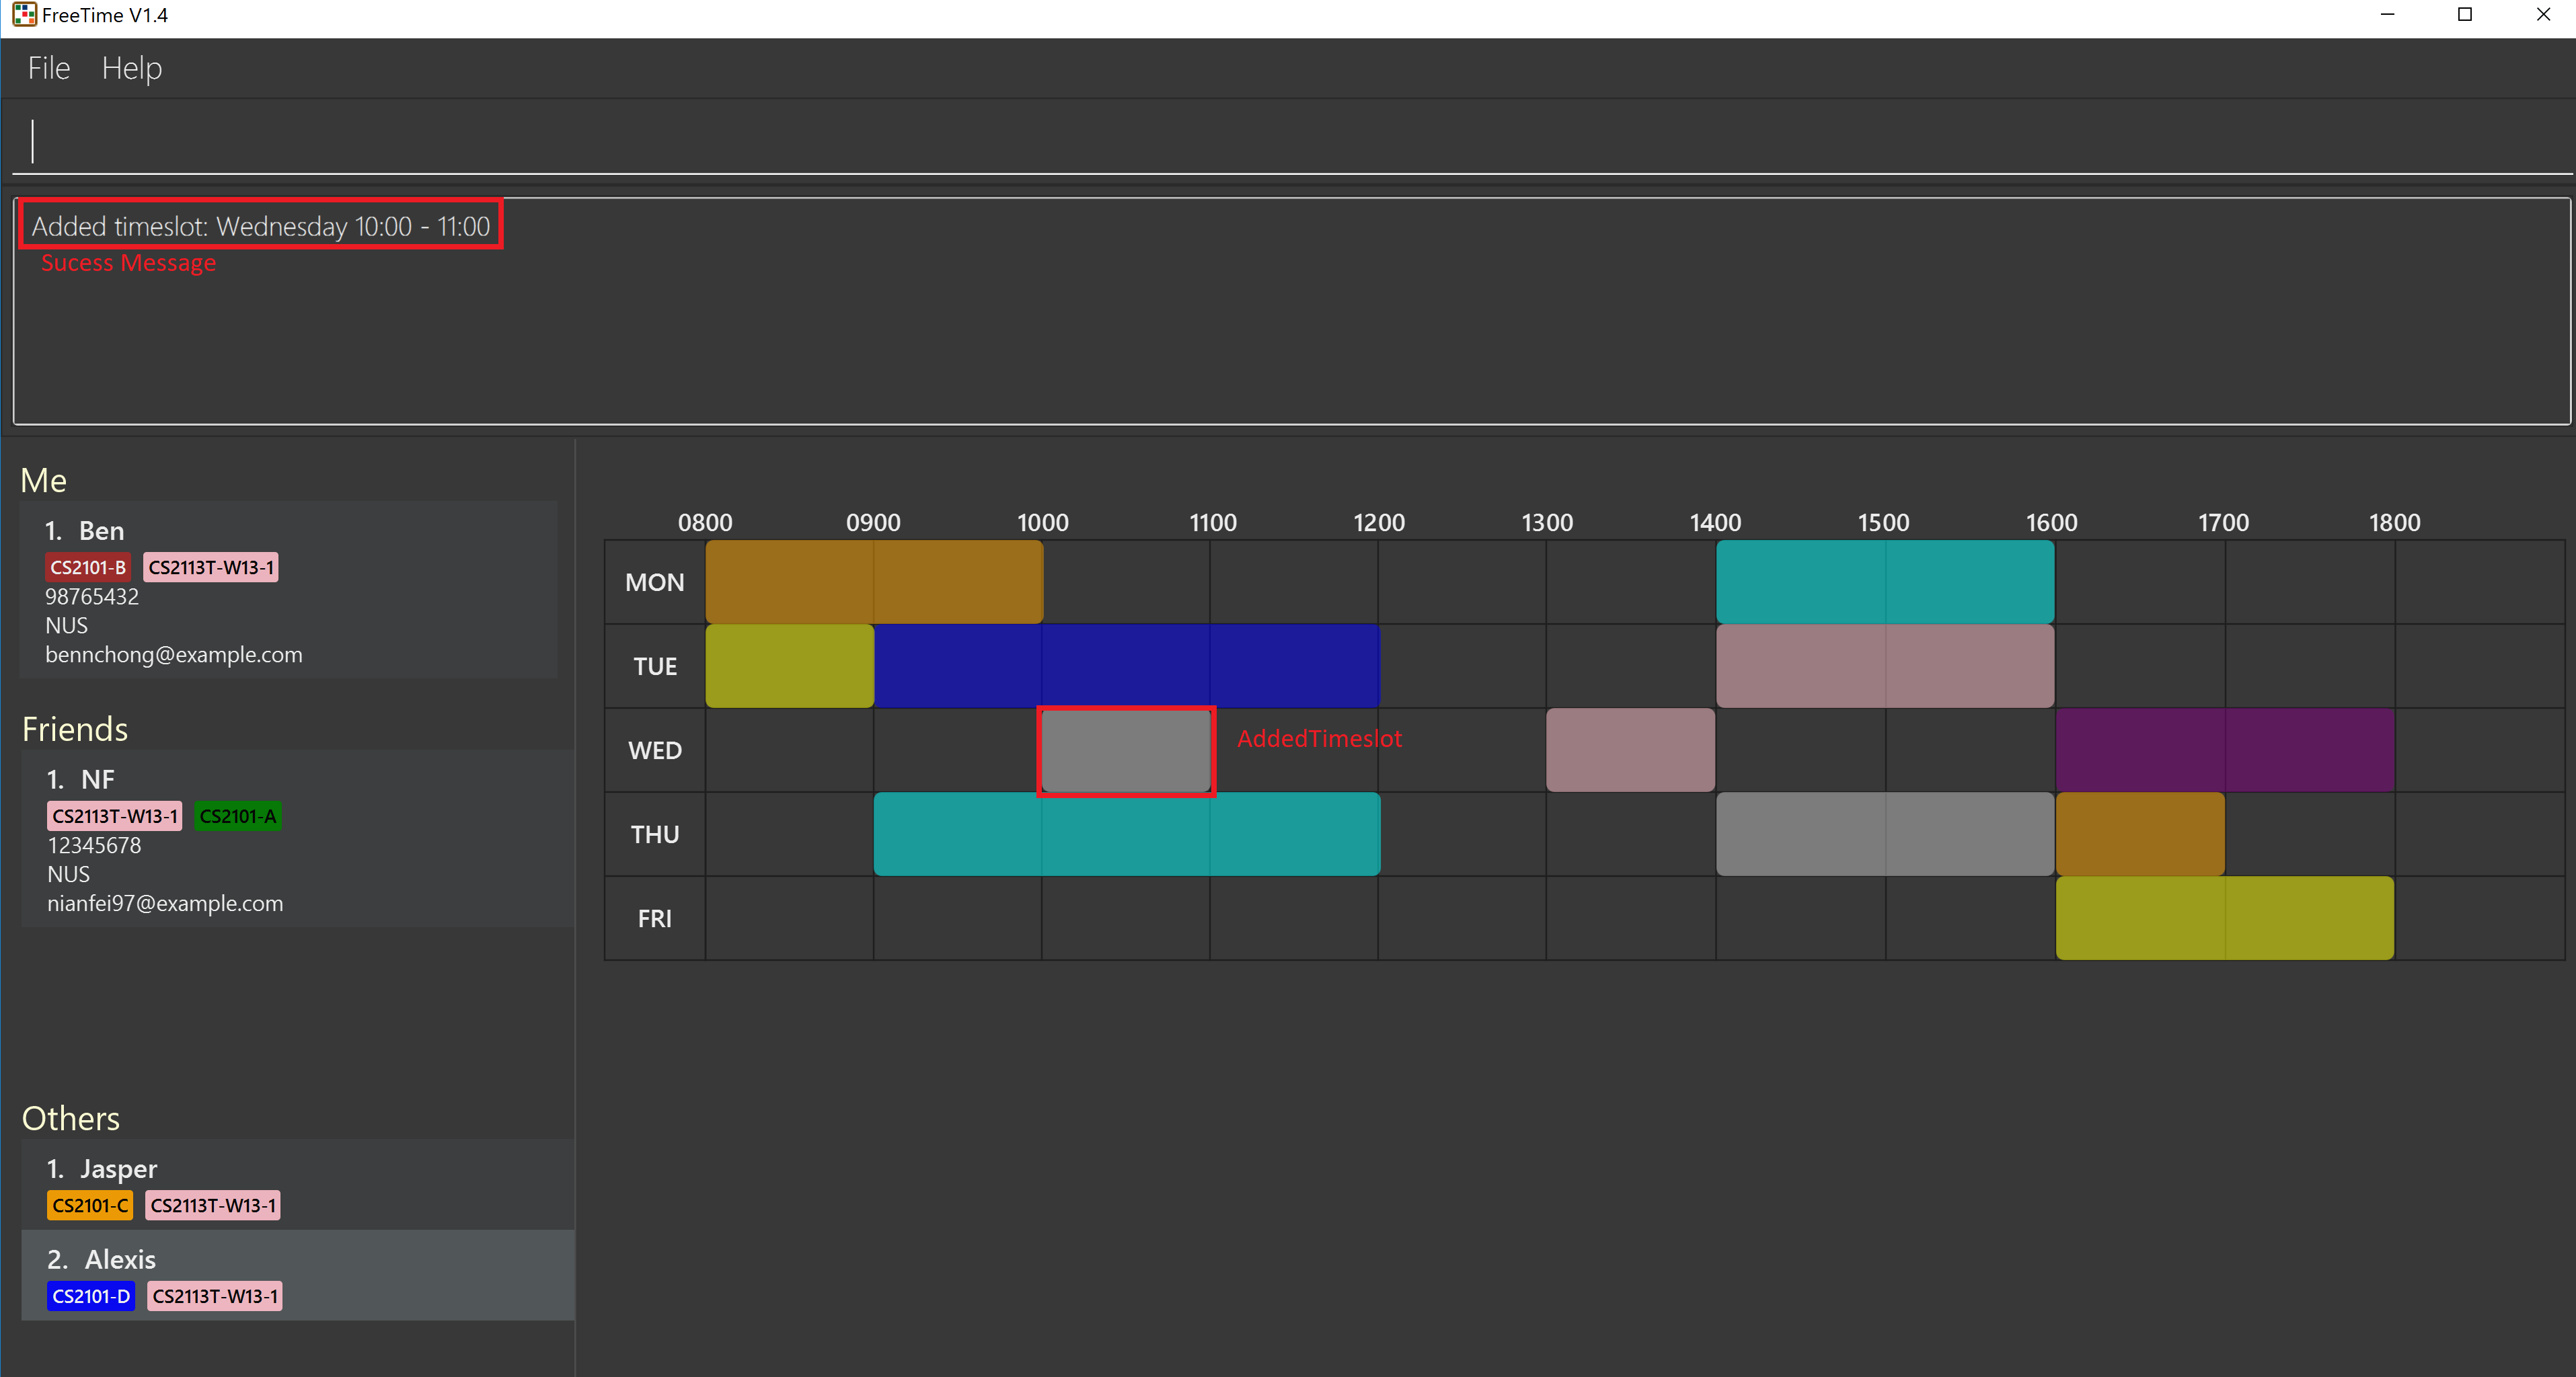 FreeTime V1.4
File Help
Added timeslot: Wednesday 10:00 - 11:00
Sucess Message
Me
1. Ben
CS2101-B CS2113T-W13-1
98765432
NUS
bennchong@example.com
Friends
1. NF
CS2113T-W13-1 CS2101-A
12345678
NUS
nianfei97@example.com
Others
1. Jasper
CS2101-C CS2113T-W13-1
2. Alexis
CS2101-D CS2113T-W13-1
0800 0900 1000 1100 1200 1300 1400 1500 1600 1700 1800
MON
TUE
WED AddedTimeslot
THU
FRI